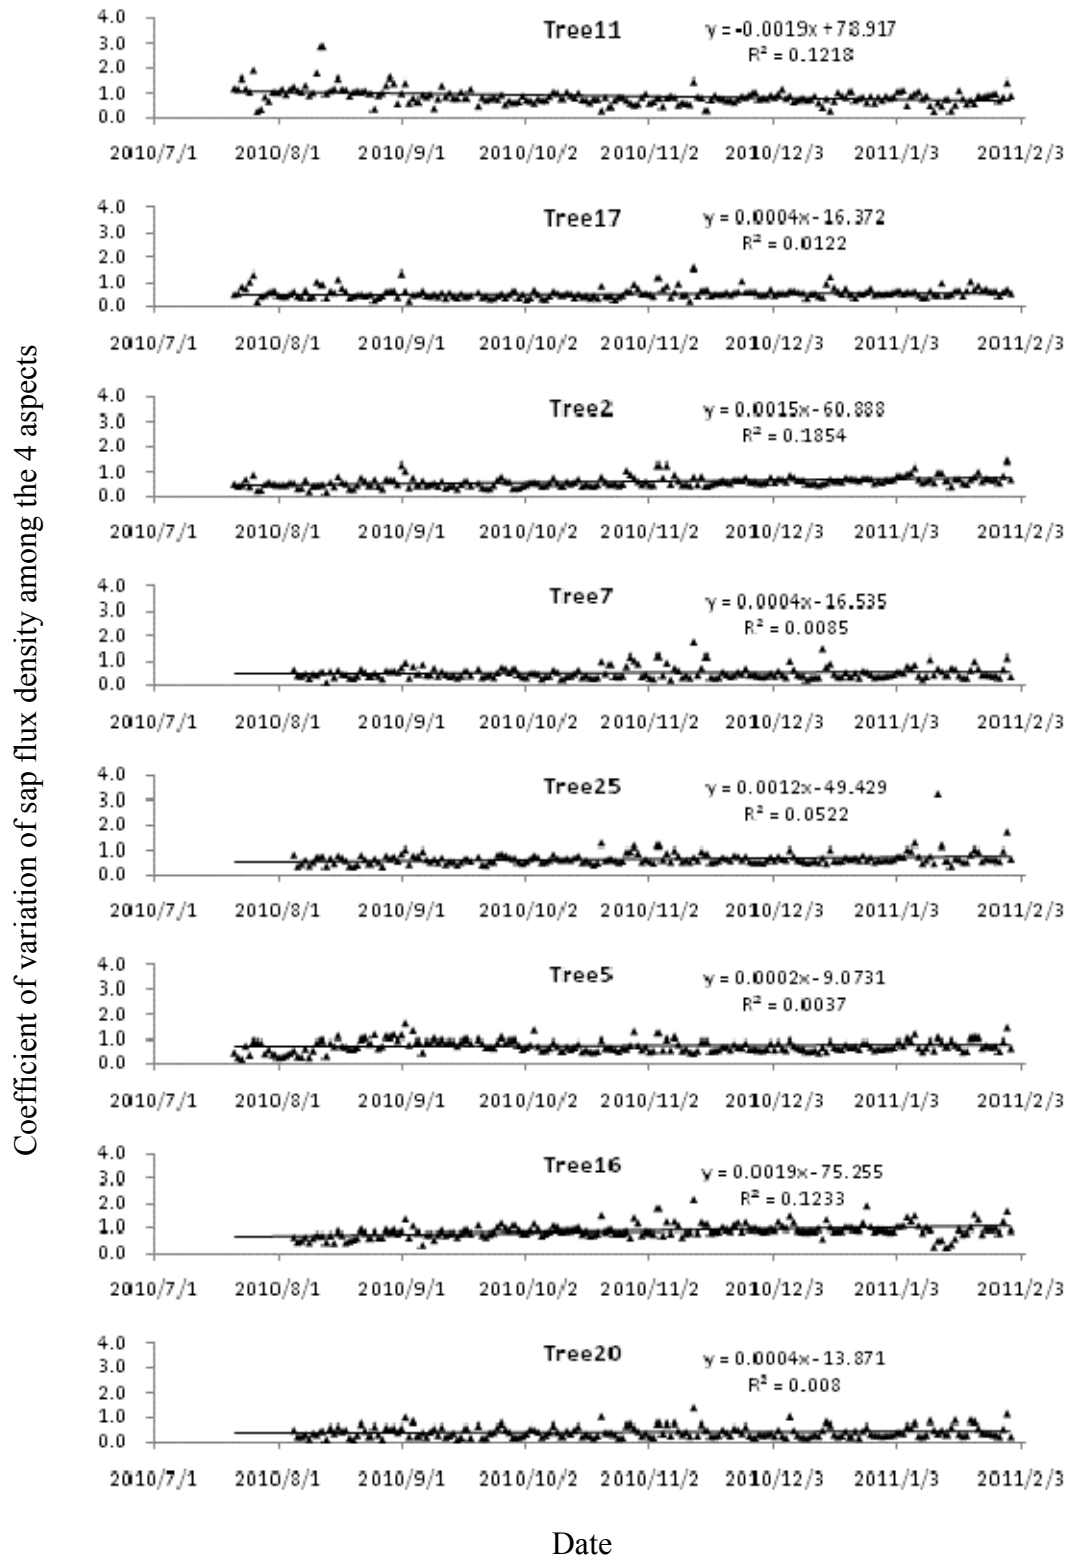 Coefficient of variation of sap flux density among the 4 aspects
4.0
3.0
2.0
1.0
0.0
Tree11
y = -0.0019x + 78.917
R² = 0.1218
2010/7/1 2010/8/1 2010/9/1 2010/10/2 2010/11/2 2010/12/3 2011/1/3 2011/2/3
4.0
3.0
2.0
1.0
0.0
Tree17
y = 0.0004x - 16.372
R² = 0.0122
2010/7/1 2010/8/1 2010/9/1 2010/10/2 2010/11/2 2010/12/3 2011/1/3 2011/2/3
4.0
3.0
2.0
1.0
0.0
Tree2
y = 0.0015x - 60.888
R² = 0.1854
2010/7/1 2010/8/1 2010/9/1 2010/10/2 2010/11/2 2010/12/3 2011/1/3 2011/2/3
4.0
3.0
2.0
1.0
0.0
Tree7
y = 0.0004x - 16.535
R² = 0.0085
2010/7/1 2010/8/1 2010/9/1 2010/10/2 2010/11/2 2010/12/3 2011/1/3 2011/2/3
4.0
3.0
2.0
1.0
0.0
Tree25
y = 0.0012x - 49.429
R² = 0.0522
2010/7/1 2010/8/1 2010/9/1 2010/10/2 2010/11/2 2010/12/3 2011/1/3 2011/2/3
4.0
3.0
2.0
1.0
0.0
Tree5
y = 0.0002x - 9.0731
R² = 0.0037
2010/7/1 2010/8/1 2010/9/1 2010/10/2 2010/11/2 2010/12/3 2011/1/3 2011/2/3
4.0
3.0
2.0
1.0
0.0
Tree16
y = 0.0019x - 75.255
R² = 0.1233
2010/7/1 2010/8/1 2010/9/1 2010/10/2 2010/11/2 2010/12/3 2011/1/3 2011/2/3
4.0
3.0
2.0
1.0
0.0
Tree20
y = 0.0004x - 13.871
R² = 0.008
2010/7/1 2010/8/1 2010/9/1 2010/10/2 2010/11/2 2010/12/3 2011/1/3 2011/2/3
Date